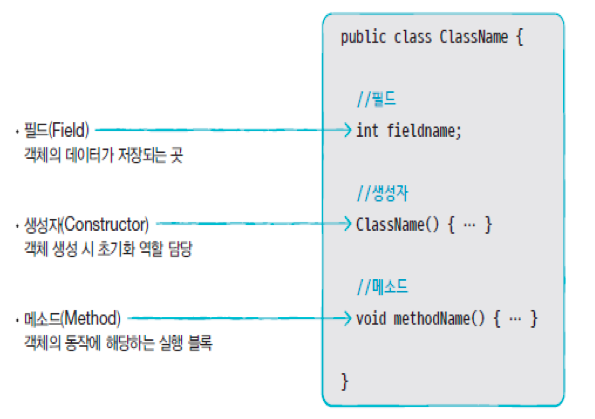 public class ClassName {
//필드
· 필드(Field)
int fieldname;
객체의 데이터가 저장되는 곳
//생성자
· 생성자(Constructor)
ClassName() { … }
객체 생성 시 초기화 역할 담당
//메소드
· 메소드(Method)
void methodName() { … }
객체의 동작에 해당하는 실행 블록
}